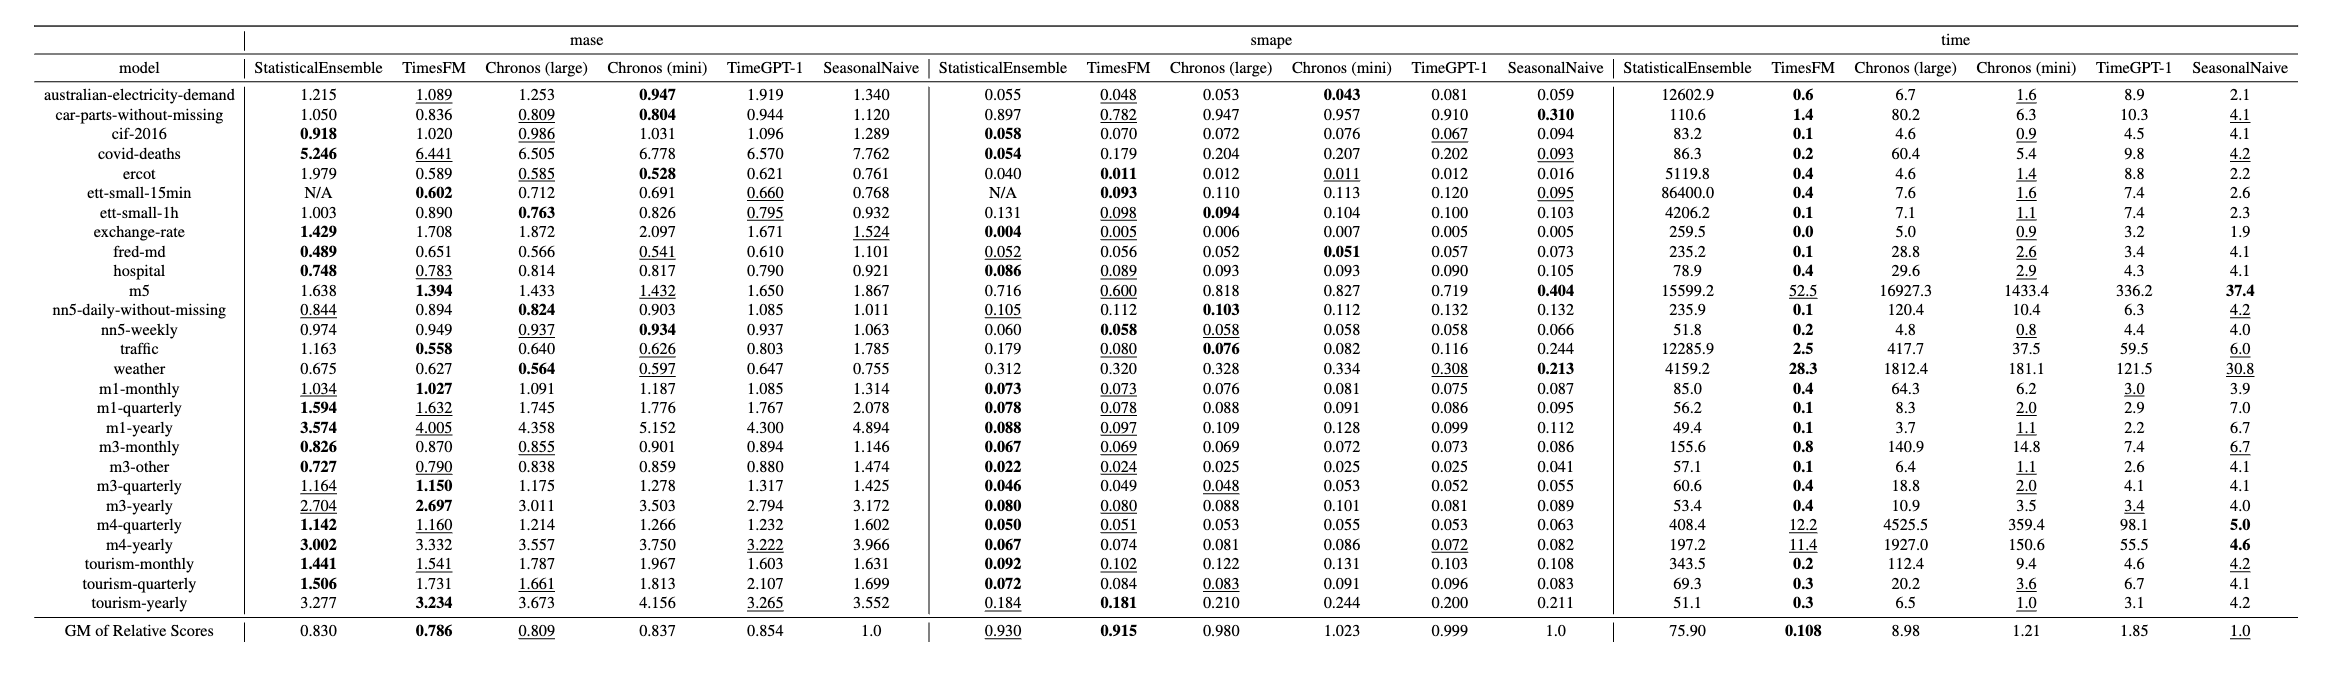 mase smape time
model StatisticalEnsemble TimesFM Chronos (large) Chronos (mini) TimeGPT-1 SeasonalNaive StatisticalEnsemble TimesFM Chronos (large) Chronos (mini) TimeGPT-1 SeasonalNaive StatisticalEnsemble TimesFM Chronos (large) Chronos (mini) TimeGPT-1 SeasonalNaive
australian-electricity-demand 1.215 1.089 1.253 0.947 1.919 1.340 0.055 0.048 0.053 0.043 0.081 0.059 12602.9 0.6 6.7 1.6 8.9 2.1
car-parts-without-missing 1.050 0.836 0.809 0.804 0.944 1.120 0.897 0.782 0.947 0.957 0.910 0.310 110.6 1.4 80.2 6.3 10.3 4.1
cif-2016 0.918 1.020 0.986 1.031 1.096 1.289 0.058 0.070 0.072 0.076 0.067 0.094 83.2 0.1 4.6 0.9 4.5 4.1
covid-deaths 5.246 6.441 6.505 6.778 6.570 7.762 0.054 0.179 0.204 0.207 0.202 0.093 86.3 0.2 60.4 5.4 9.8 4.2
ercot 1.979 0.589 0.585 0.528 0.621 0.761 0.040 0.011 0.012 0.011 0.012 0.016 5119.8 0.4 4.6 1.4 8.8 2.2
ett-small-15min N/A 0.602 0.712 0.691 0.660 0.768 N/A 0.093 0.110 0.113 0.120 0.095 86400.0 0.4 7.6 1.6 7.4 2.6
ett-small-1h 1.003 0.890 0.763 0.826 0.795 0.932 0.131 0.098 0.094 0.104 0.100 0.103 4206.2 0.1 7.1 1.1 7.4 2.3
exchange-rate 1.429 1.708 1.872 2.097 1.671 1.524 0.004 0.005 0.006 0.007 0.005 0.005 259.5 0.0 5.0 0.9 3.2 1.9
fred-md 0.489 0.651 0.566 0.541 0.610 1.101 0.052 0.056 0.052 0.051 0.057 0.073 235.2 0.1 28.8 2.6 3.4 4.1
hospital 0.748 0.783 0.814 0.817 0.790 0.921 0.086 0.089 0.093 0.093 0.090 0.105 78.9 0.4 29.6 2.9 4.3 4.1
m5 1.638 1.394 1.433 1.432 1.650 1.867 0.716 0.600 0.818 0.827 0.719 0.404 15599.2 52.5 16927.3 1433.4 336.2 37.4
nn5-daily-without-missing 0.844 0.894 0.824 0.903 1.085 1.011 0.105 0.112 0.103 0.112 0.132 0.132 235.9 0.1 120.4 10.4 6.3 4.2
nn5-weekly 0.974 0.949 0.937 0.934 0.937 1.063 0.060 0.058 0.058 0.058 0.058 0.066 51.8 0.2 4.8 0.8 4.4 4.0
traffic 1.163 0.558 0.640 0.626 0.803 1.785 0.179 0.080 0.076 0.082 0.116 0.244 12285.9 2.5 417.7 37.5 59.5 6.0
weather 0.675 0.627 0.564 0.597 0.647 0.755 0.312 0.320 0.328 0.334 0.308 0.213 4159.2 28.3 1812.4 181.1 121.5 30.8
m1-monthly 1.034 1.027 1.091 1.187 1.085 1.314 0.073 0.073 0.076 0.081 0.075 0.087 85.0 0.4 64.3 6.2 3.0 3.9
m1-quarterly 1.594 1.632 1.745 1.776 1.767 2.078 0.078 0.078 0.088 0.091 0.086 0.095 56.2 0.1 8.3 2.0 2.9 7.0
m1-yearly 3.574 4.005 4.358 5.152 4.300 4.894 0.088 0.097 0.109 0.128 0.099 0.112 49.4 0.1 3.7 1.1 2.2 6.7
m3-monthly 0.826 0.870 0.855 0.901 0.894 1.146 0.067 0.069 0.069 0.072 0.073 0.086 155.6 0.8 140.9 14.8 7.4 6.7
m3-other 0.727 0.790 0.838 0.859 0.880 1.474 0.022 0.024 0.025 0.025 0.025 0.041 57.1 0.1 6.4 1.1 2.6 4.1
m3-quarterly 1.164 1.150 1.175 1.278 1.317 1.425 0.046 0.049 0.048 0.053 0.052 0.055 60.6 0.4 18.8 2.0 4.1 4.1
m3-yearly 2.704 2.697 3.011 3.503 2.794 3.172 0.080 0.080 0.088 0.101 0.081 0.089 53.4 0.4 10.9 3.5 3.4 4.0
m4-quarterly 1.142 1.160 1.214 1.266 1.232 1.602 0.050 0.051 0.053 0.055 0.053 0.063 408.4 12.2 4525.5 359.4 98.1 5.0
m4-yearly 3.002 3.332 3.557 3.750 3.222 3.966 0.067 0.074 0.081 0.086 0.072 0.082 197.2 11.4 1927.0 150.6 55.5 4.6
tourism-monthly 1.441 1.541 1.787 1.967 1.603 1.631 0.092 0.102 0.122 0.131 0.103 0.108 343.5 0.2 112.4 9.4 4.6 4.2
tourism-quarterly 1.506 1.731 1.661 1.813 2.107 1.699 0.072 0.084 0.083 0.091 0.096 0.083 69.3 0.3 20.2 3.6 6.7 4.1
tourism-yearly 3.277 3.234 3.673 4.156 3.265 3.552 0.184 0.181 0.210 0.244 0.200 0.211 51.1 0.3 6.5 1.0 3.1 4.2
GM of Relative Scores 0.830 0.786 0.809 0.837 0.854 1.0 0.930 0.915 0.980 1.023 0.999 1.0 75.90 0.108 8.98 1.21 1.85 1.0